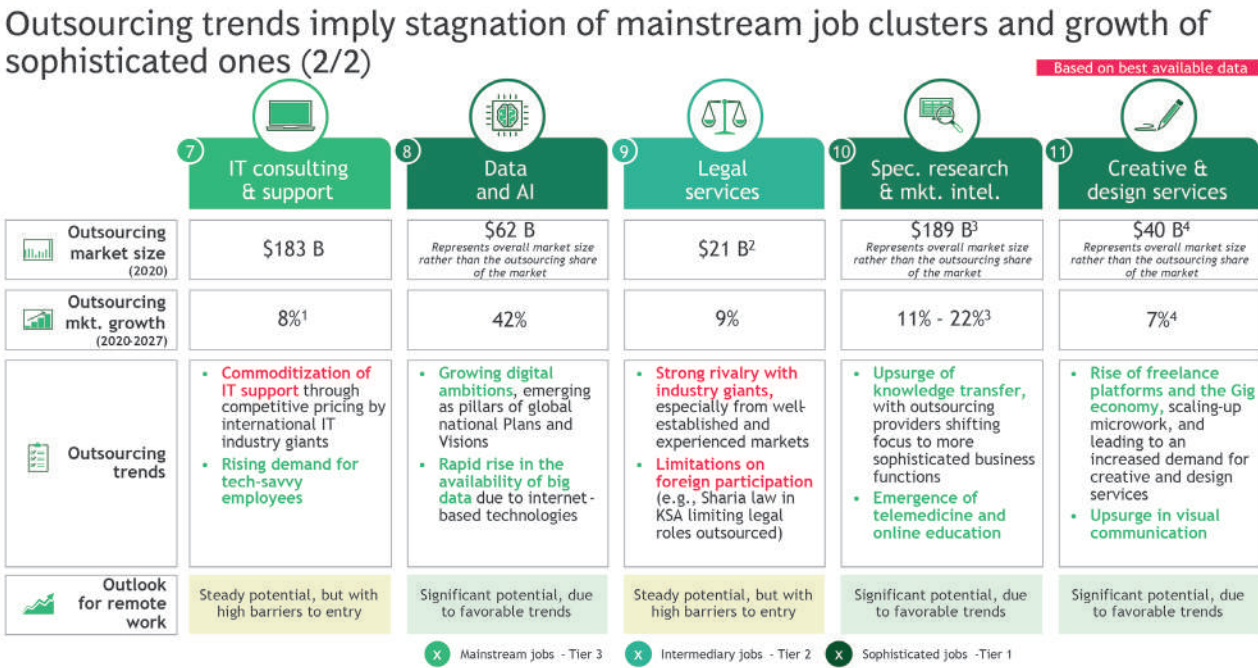 Outsourcing trends imply stagnation of mainstream job clusters and growth of
sophisticated ones (2/2)
Based on best available data
7
IT consulting
& support
8
Data
and AI
9
Legal
services
10
Spec. research
& mkt. intel.
11
Creative &
design services
Outsourcing
market size
(2020)
$183 B
$62 B
Represents overall market size
rather than the outsourcing share
of the market
$21 B²
$189 B³
Represents overall market size
rather than the outsourcing share
of the market
$40 B⁴
Represents overall market size
rather than the outsourcing share
of the market
Outsourcing
mkt. growth
(2020-2027)
8%¹
42%
9%
11% - 22%³
7%⁴
Outsourcing
trends
• Commoditization of
IT support through
competitive pricing by
international IT
industry giants
• Rising demand for
tech-savvy
employees
• Growing digital
ambitions, emerging
as pillars of global
national Plans and
Visions
• Rapid rise in the
availability of big
data due to internet-
based technologies
• Strong rivalry with
industry giants,
especially from well-
established and
experienced markets
• Limitations on
foreign participation
(e.g., Sharia law in
KSA limiting legal
roles outsourced)
• Upsurge of
knowledge transfer,
with outsourcing
providers shifting
focus to more
sophisticated business
functions
• Emergence of
telemedicine and
online education
• Rise of freelance
platforms and the Gig
economy, scaling-up
microwork, and
leading to an
increased demand for
creative and design
services
• Upsurge in visual
communication
Outlook
for remote
work
Steady potential, but with
high barriers to entry
Significant potential, due
to favorable trends
Steady potential, but with
high barriers to entry
Significant potential, due
to favorable trends
Significant potential, due
to favorable trends
X Mainstream jobs - Tier 3
X Intermediary jobs - Tier 2
X Sophisticated jobs -Tier 1